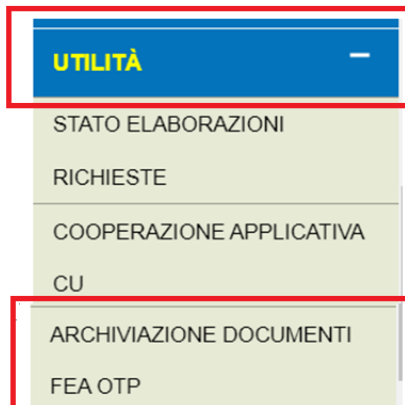 UTILITÀ
STATO ELABORAZIONI
RICHIESTE
COOPERAZIONE APPLICATIVA
CU
ARCHIVIAZIONE DOCUMENTI
FEA OTP